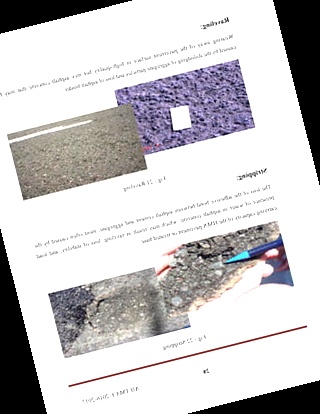 Raveling:
Wearing away of the pavement surface in high-quality hot mix asphalt concrete that may
caused by the dislodging of aggregate particles and loss of asphalt binder.
Fig. 21 Raveling
Stripping:
The loss of the adhesive bond between asphalt cement and aggregate, most often caused by the
presence of water in asphalt concrete, which may result in raveling, loss of stability, and load
carrying capacity of the HMA pavement or treated base.
Fig. 22 Stripping